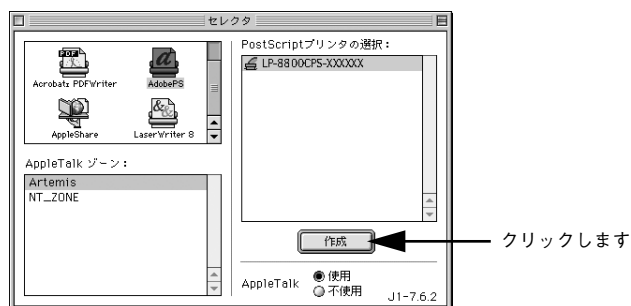 セレクタ
Acrobatz PDFWriter
AdobePS
AppleShare
LaserWriter 8
AppleTalk ゾーン：
Artemis
NT_ZONE
PostScriptプリンタの選択：
LP-8800CPS-XXXXXX
作成
クリックします
AppleTalk
使用
不使用
J1-7.6.2